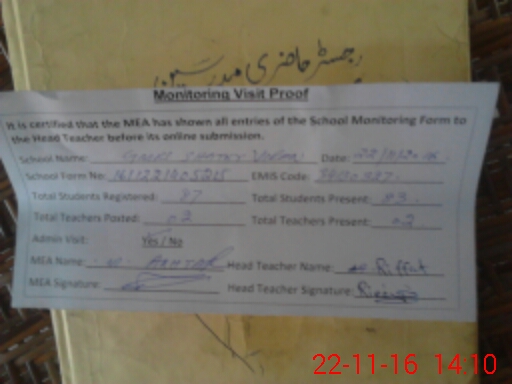 رجسٹر حاضری مدرسین
Monitoring Visit Proof
It is certified that the MEA has shown all entries of the School Monitoring Form to
the Head Teacher before its online submission.
School Name: Date:
School Form No: EMIS Code:
Total Students Registered: 87 Total Students Present: 83
Total Teachers Posted: 02 Total Teachers Present: 02
Admin Visit: Yes / No
MEA Name: AKHTAR Head Teacher Name: Riffat
MEA Signature: Head Teacher Signature:
22-11-16 14:10